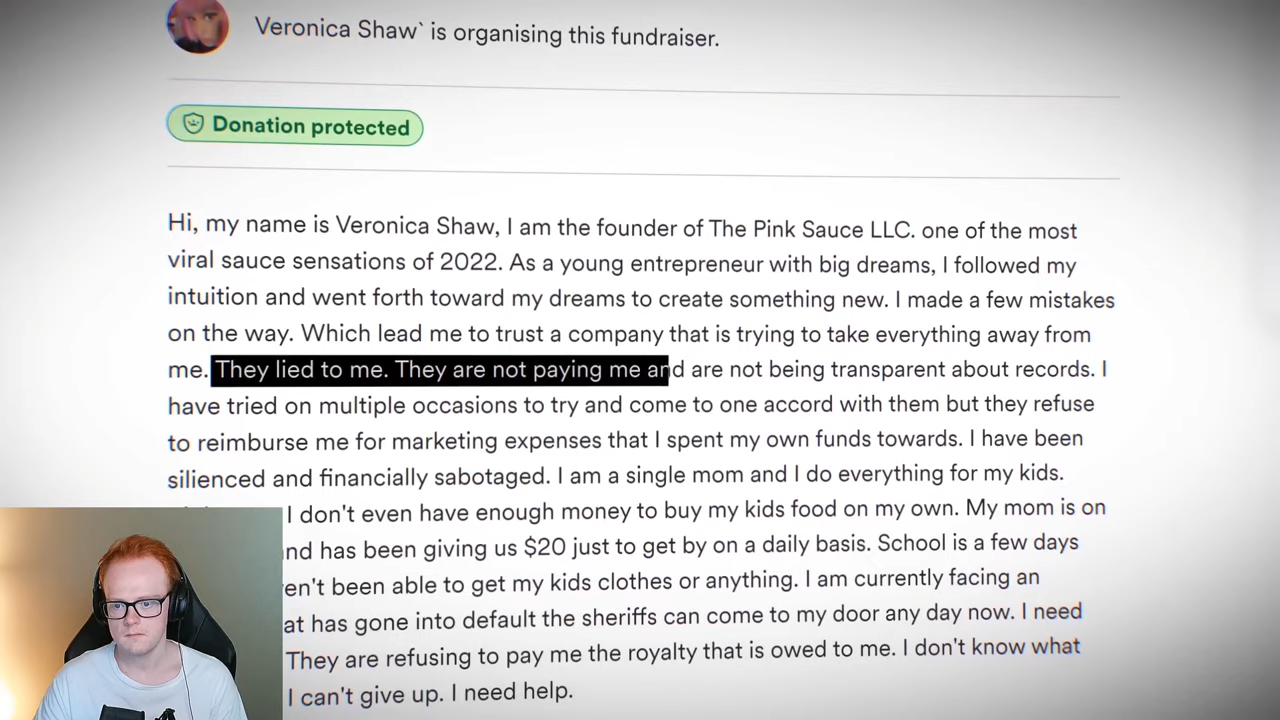 Veronica Shaw` is organising this fundraiser.
Donation protected
Hi, my name is Veronica Shaw, I am the founder of The Pink Sauce LLC. one of the most
viral sauce sensations of 2022. As a young entrepreneur with big dreams, I followed my
intuition and went forth toward my dreams to create something new. I made a few mistakes
on the way. Which lead me to trust a company that is trying to take everything away from
me. They lied to me. They are not paying me and are not being transparent about records. I
have tried on multiple occasions to try and come to one accord with them but they refuse
to reimburse me for marketing expenses that I spent my own funds towards. I have been
silienced and financially sabotaged. I am a single mom and I do everything for my kids.
I don't even have enough money to buy my kids food on my own. My mom is on
nd has been giving us $20 just to get by on a daily basis. School is a few days
en't been able to get my kids clothes or anything. I am currently facing an
at has gone into default the sheriffs can come to my door any day now. I need
They are refusing to pay me the royalty that is owed to me. I don't know what
I can't give up. I need help.